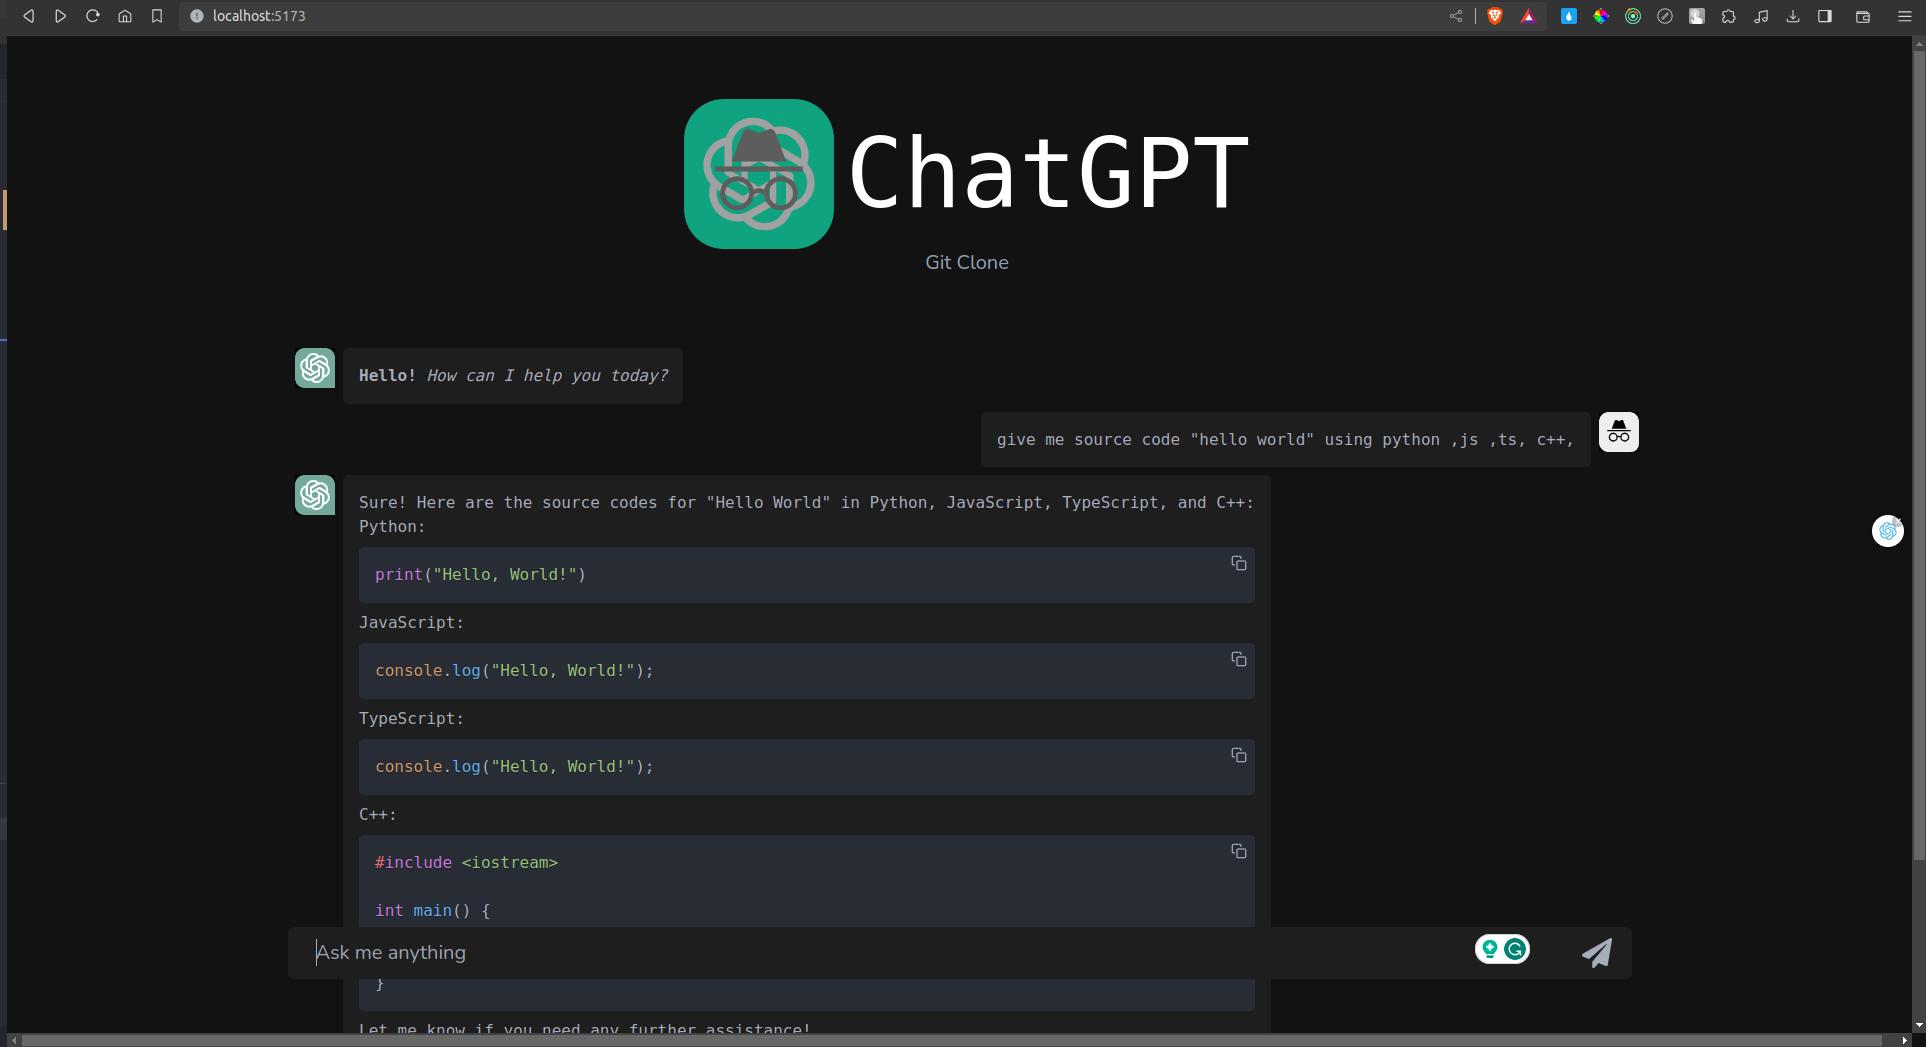 localhost:5173
ChatGPT
Git Clone
Hello! How can I help you today?
give me source code "hello world" using python ,js ,ts, c++,
Sure! Here are the source codes for "Hello World" in Python, JavaScript, TypeScript, and C++:
Python:
print("Hello, World!")
JavaScript:
console.log("Hello, World!");
TypeScript:
console.log("Hello, World!");
C++:
#include <iostream>
int main() {
Ask me anything
}
Let me know if you need any further assistance!